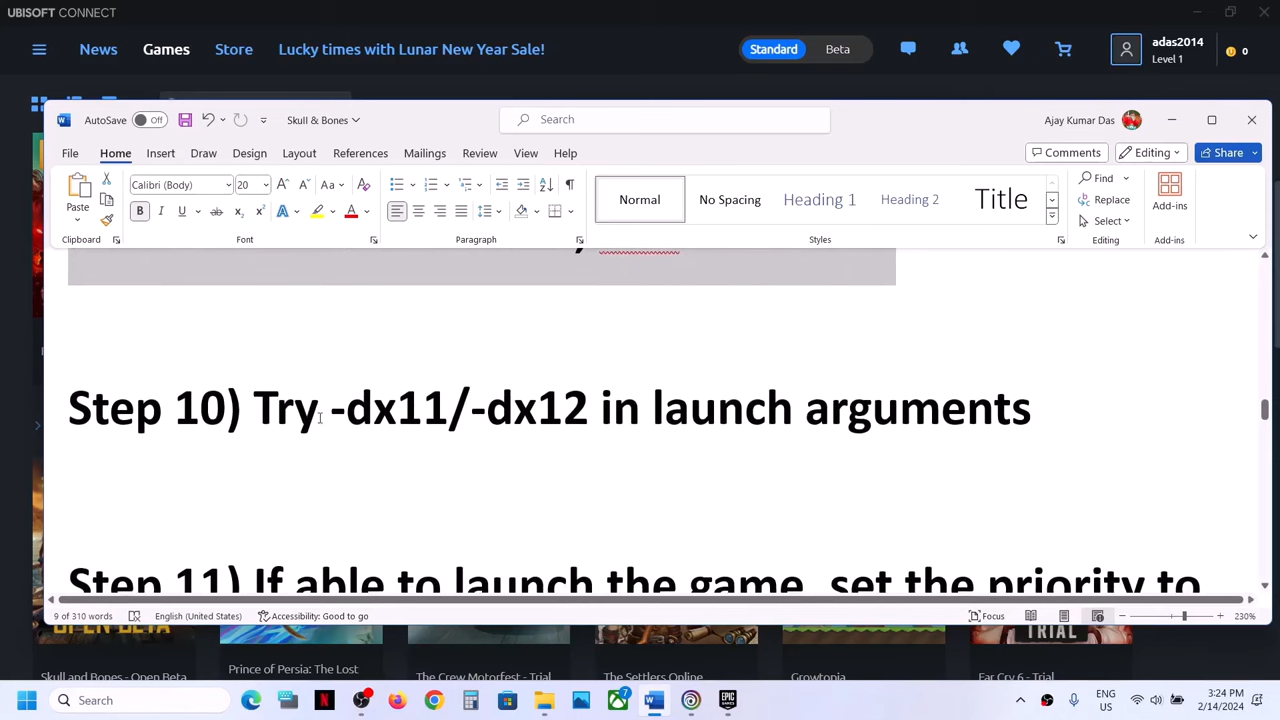 UBISOFT CONNECT
News
Games
Store
Lucky times with Lunar New Year Sale!
Standard
Beta
adas2014
Level 1
0
AutoSave
Off
Skull & Bones
Search
Ajay Kumar Das
File
Home
Insert
Draw
Design
Layout
References
Mailings
Review
View
Help
Comments
Editing
Share
Paste
Calibri (Body)
20
Normal
No Spacing
Heading 1
Heading 2
Title
Find
Replace
Select
Add-ins
Clipboard
Font
Paragraph
Styles
Editing
Add-ins
Step 10) Try -dx11/-dx12 in launch arguments
Step 11) If able to launch the game, set the priority to
9 of 310 words
English (United States)
Accessibility: Good to go
Focus
230%
OPEN BETA
TRIAL
Skull and Bones - Open Beta
Prince of Persia: The Lost
The Crew Motorfest - Trial
The Settlers Online
Growtopia
Far Cry 6 - Trial
Search
ENG
US
3:24 PM
2/14/2024